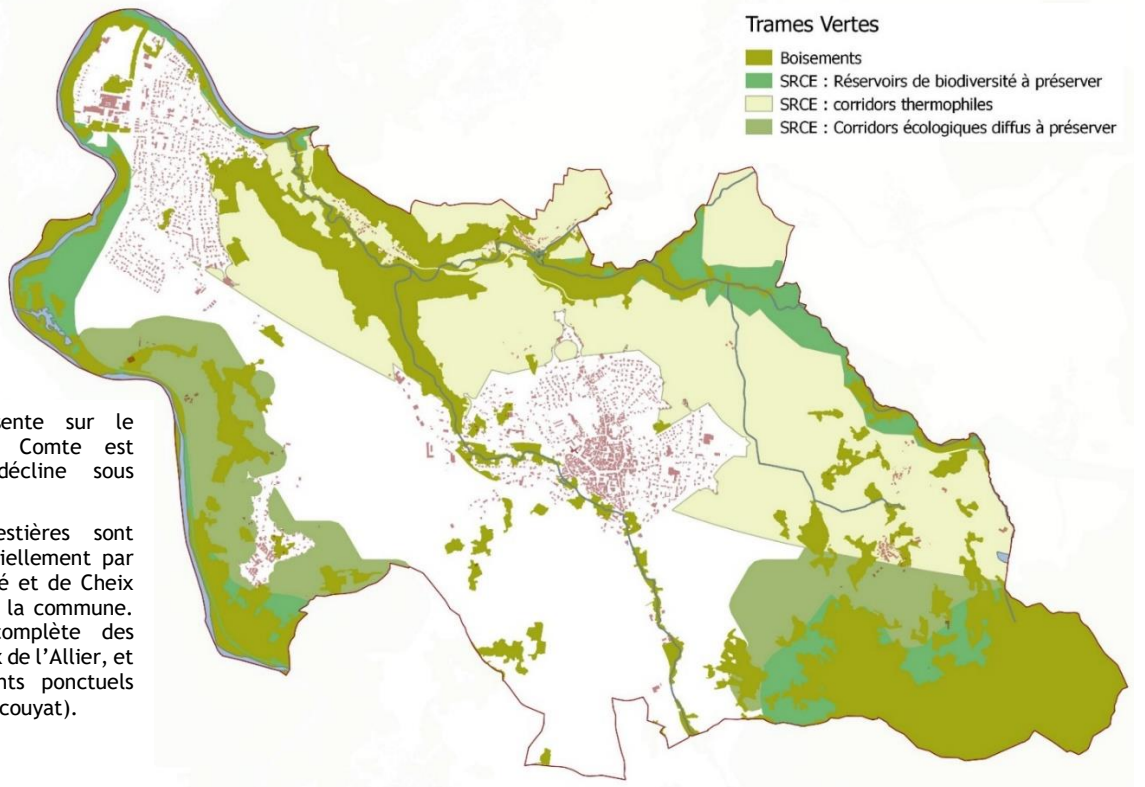 Trames Vertes
Boisements
SRCE : Réservoirs de biodiversité à préserver
SRCE : corridors thermophiles
SRCE : Corridors écologiques diffus à préserver
sente sur le
Comte est
décline sous
estières sont
iellement par
é et de Cheix
la commune.
complète des
x de l'Allier, et
nts ponctuels
couyat).